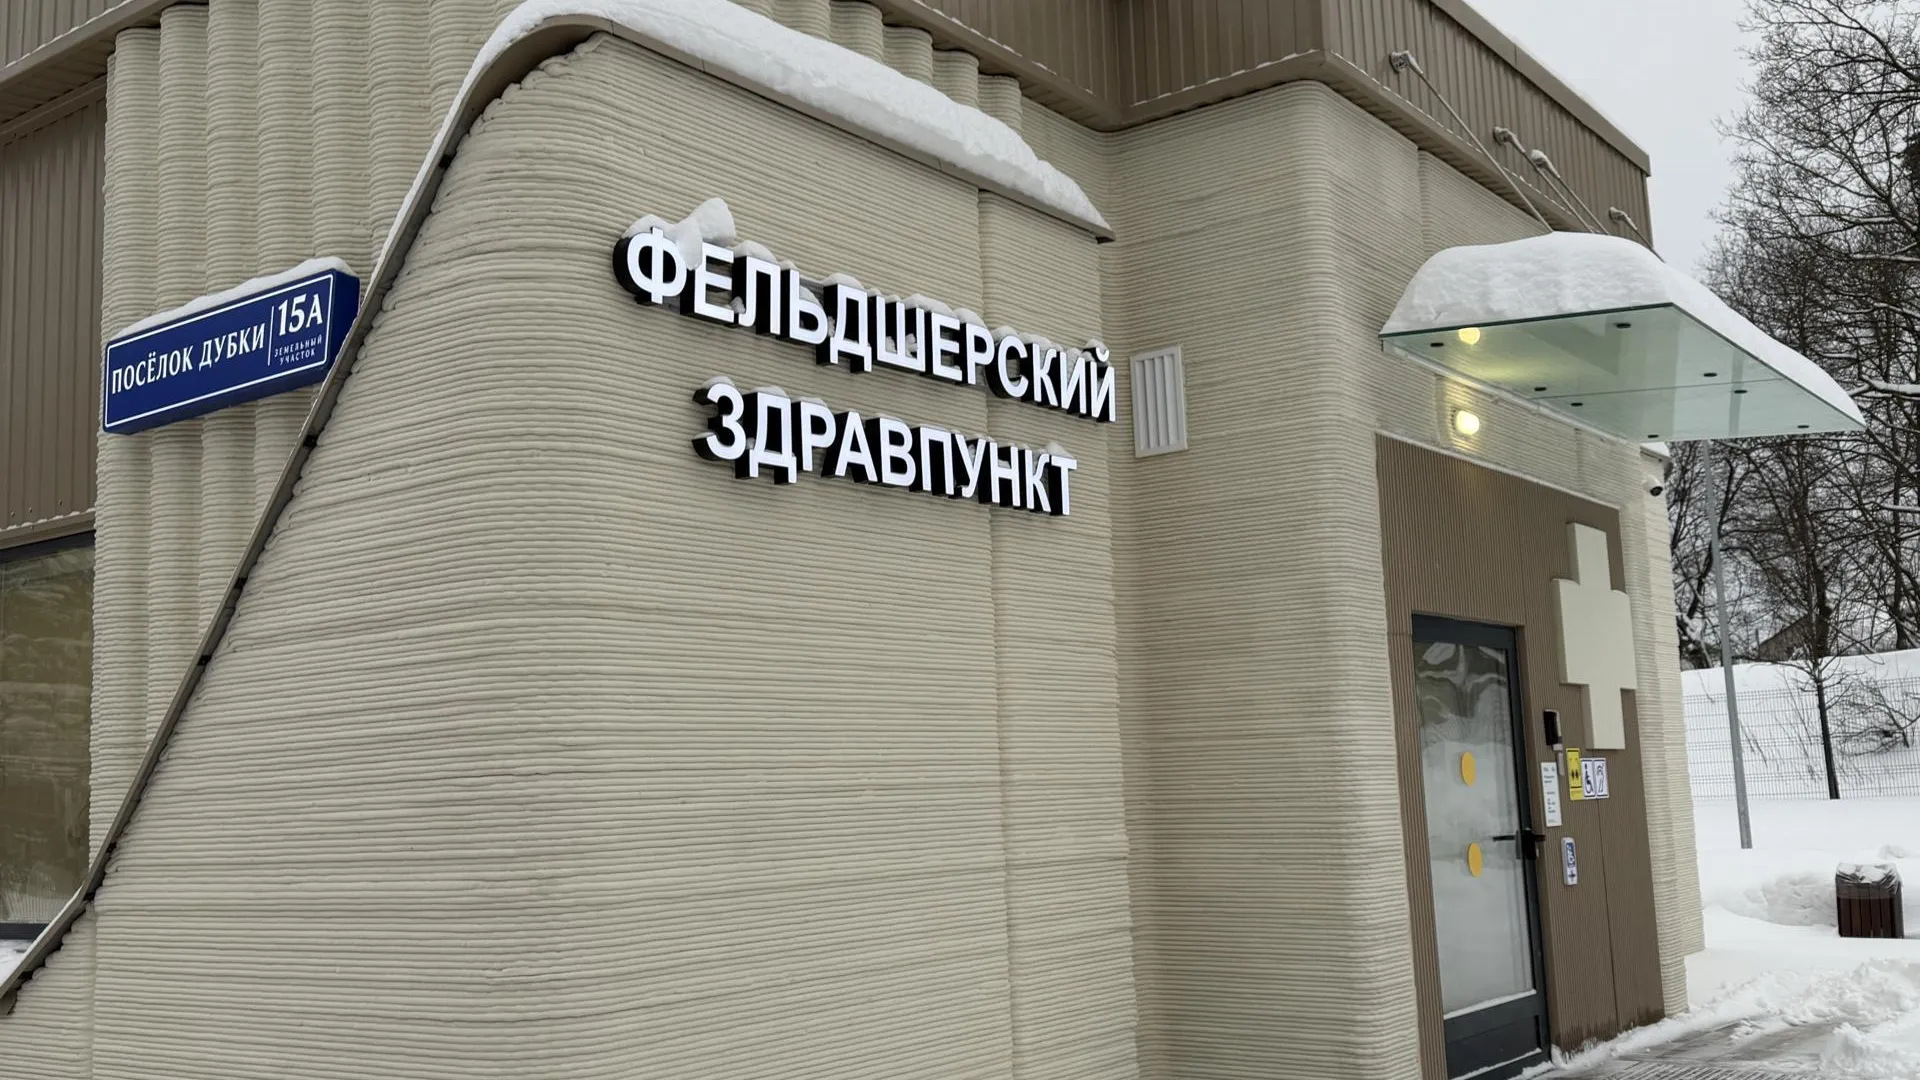 ПОСЁЛОК ДУБКИ
15А
ЗЕМЕЛЬНЫЙ
УЧАСТОК
ФЕЛЬДШЕРСКИЙ
ЗДРАВПУНКТ